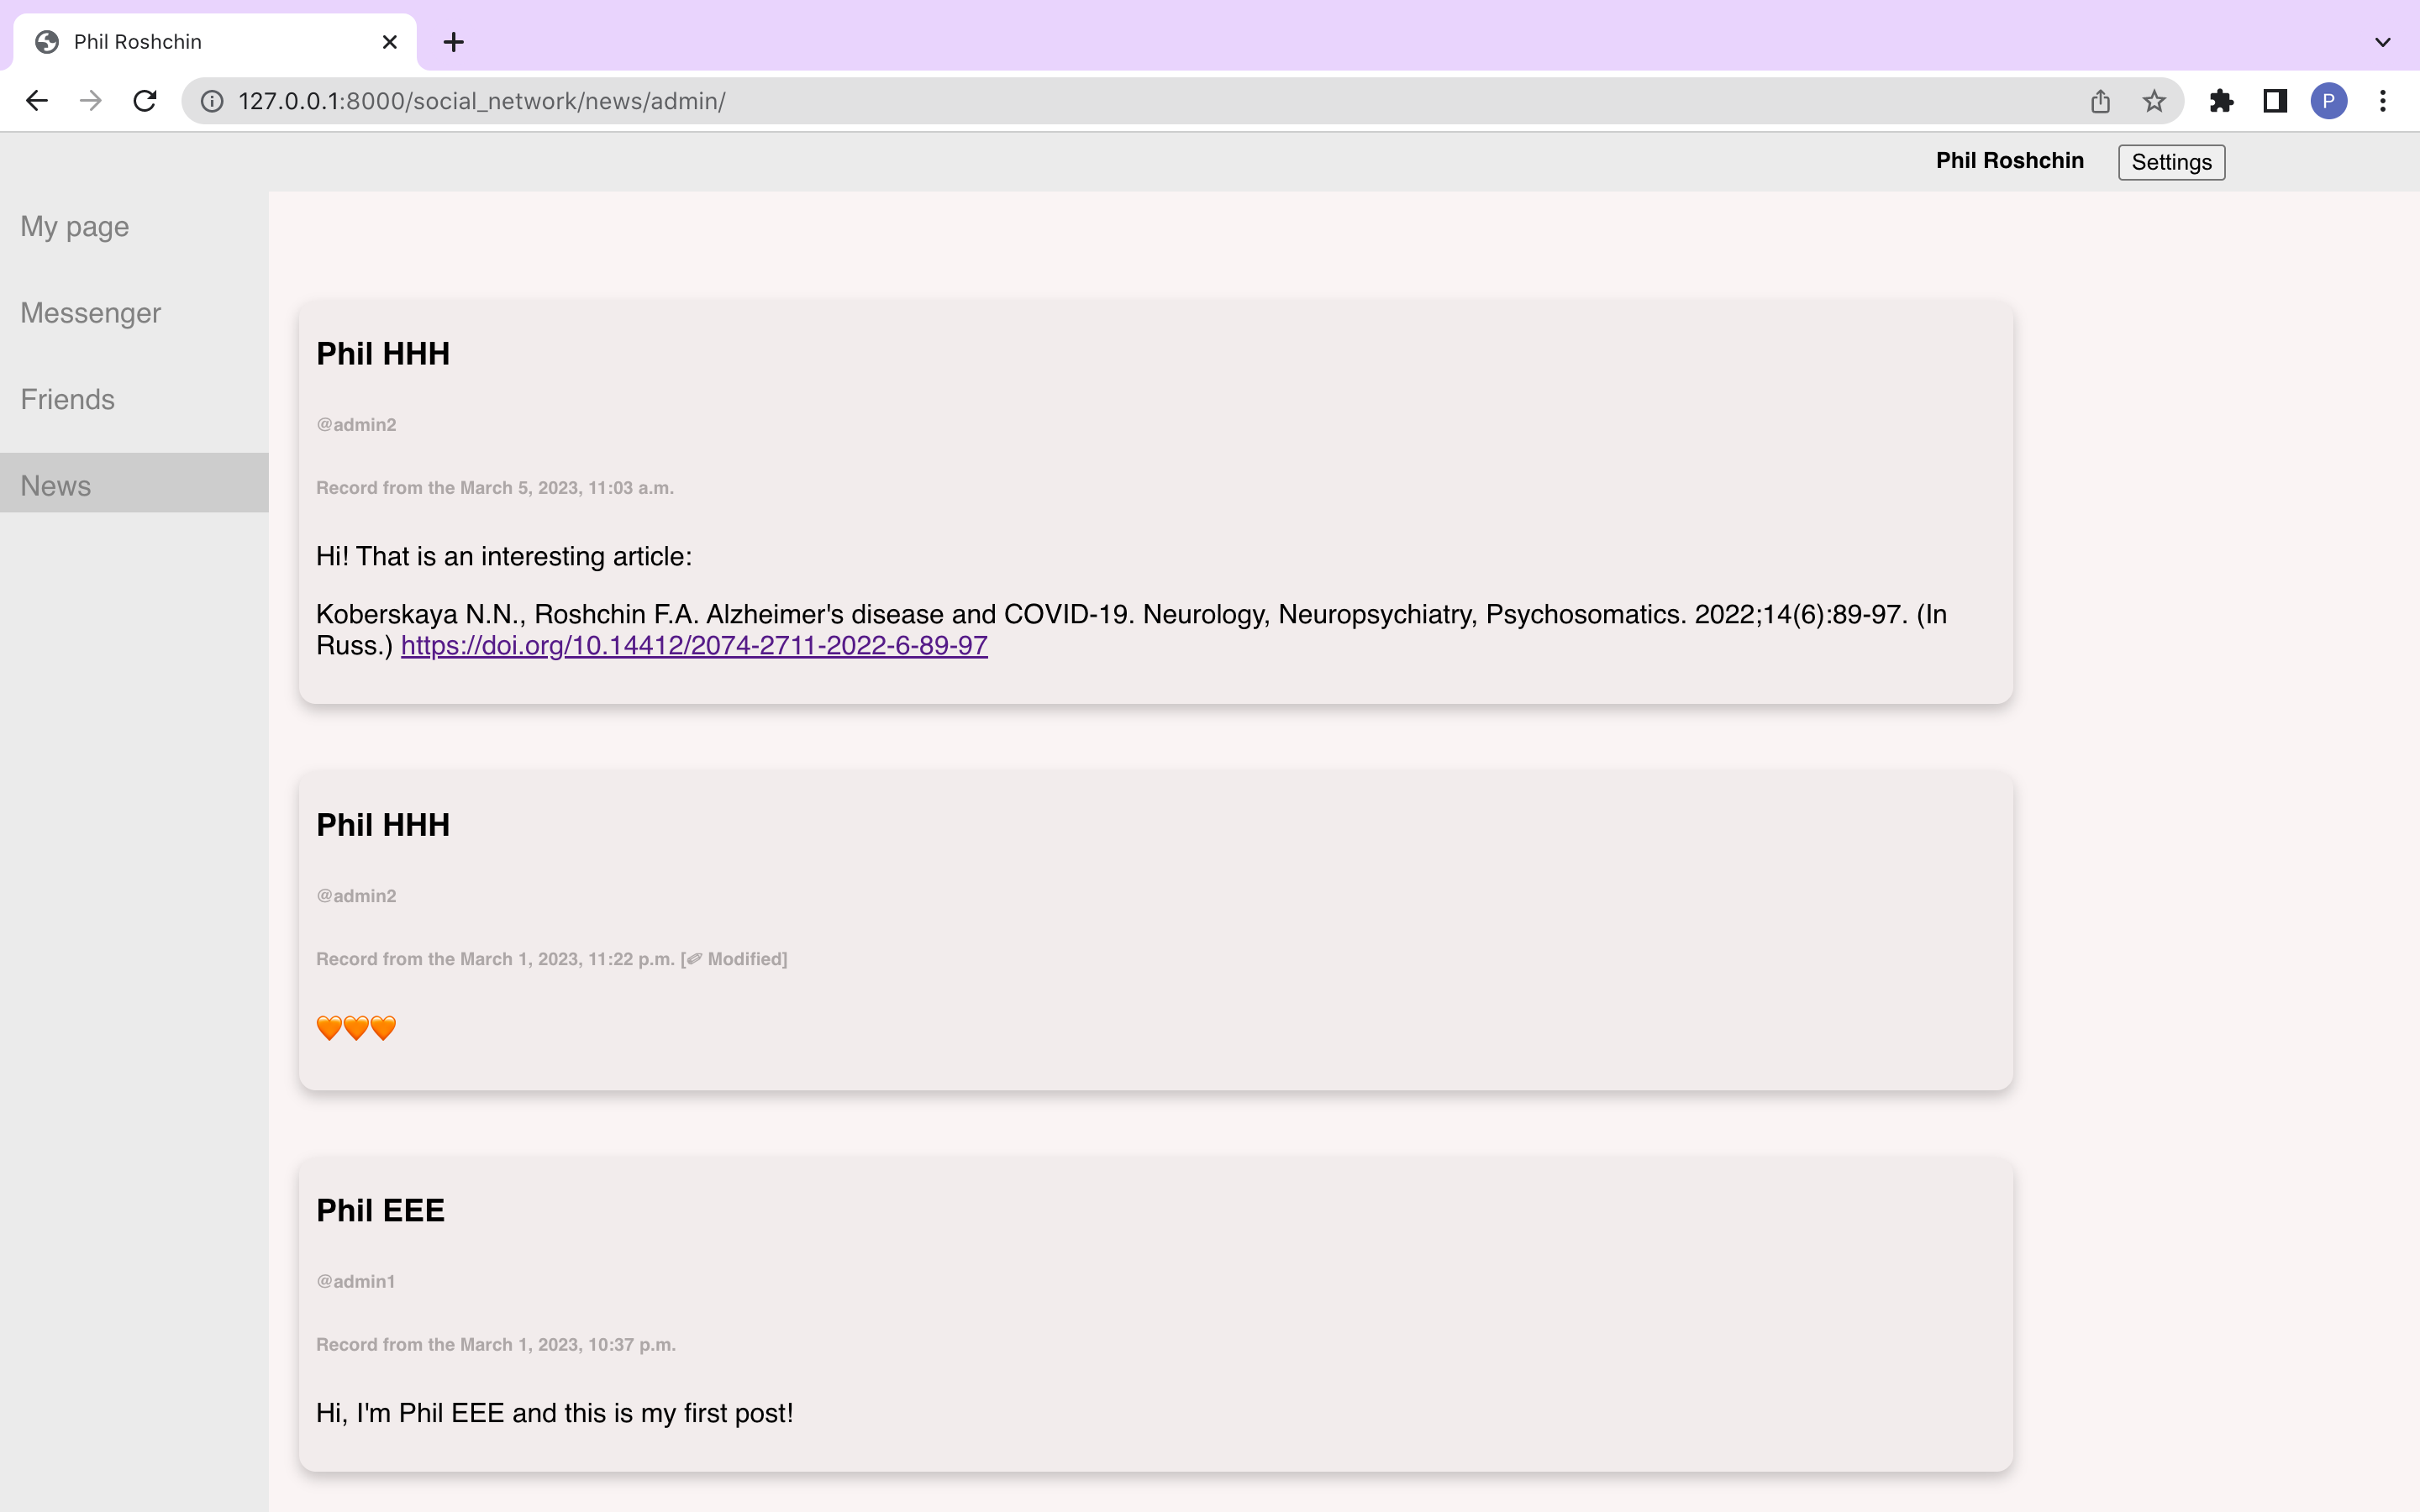 Phil Roshchin
127.0.0.1:8000/social_network/news/admin/
P
Phil Roshchin
Settings
My page
Messenger
Friends
News
Phil HHH
@admin2
Record from the March 5, 2023, 11:03 a.m.
Hi! That is an interesting article:
Koberskaya N.N., Roshchin F.A. Alzheimer's disease and COVID-19. Neurology, Neuropsychiatry, Psychosomatics. 2022;14(6):89-97. (In
Russ.) https://doi.org/10.14412/2074-2711-2022-6-89-97
Phil HHH
@admin2
Record from the March 1, 2023, 11:22 p.m. [✐ Modified]
🧡🧡🧡
Phil EEE
@admin1
Record from the March 1, 2023, 10:37 p.m.
Hi, I'm Phil EEE and this is my first post!